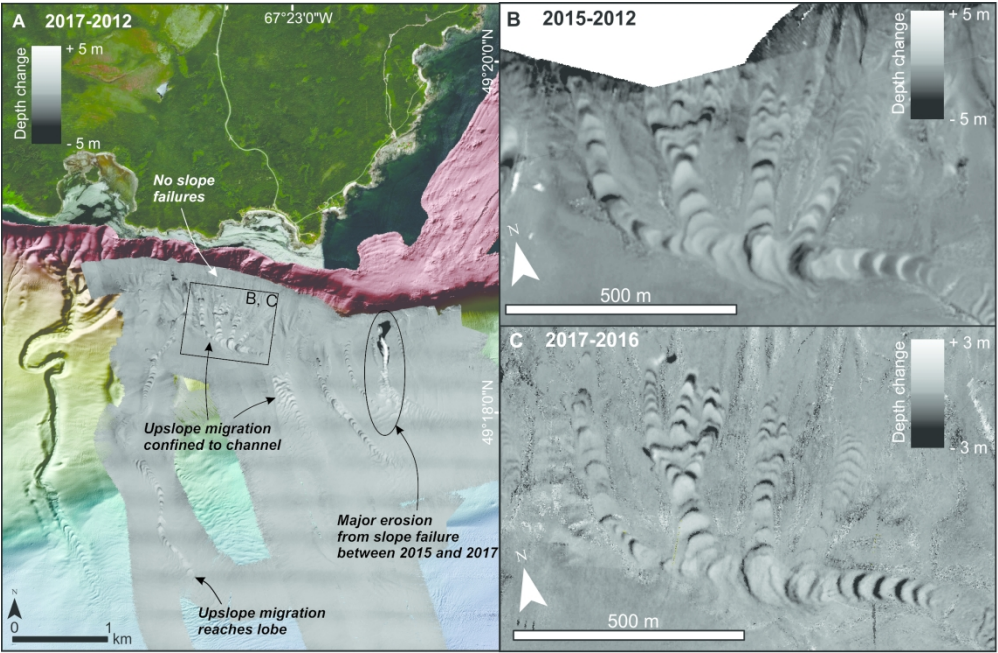 A 2017-2012
67°23'0"W
+ 5 m
Depth change
- 5 m
49°20'0"N
No slope
failures
B, C
Upslope migration
confined to channel
49°18'0"N
Major erosion
from slope failure
between 2015 and 2017
Upslope migration
reaches lobe
N
0 1
km
B 2015-2012
+ 5 m
Depth change
- 5 m
N
500 m
C 2017-2016
+ 3 m
Depth change
- 3 m
N
500 m